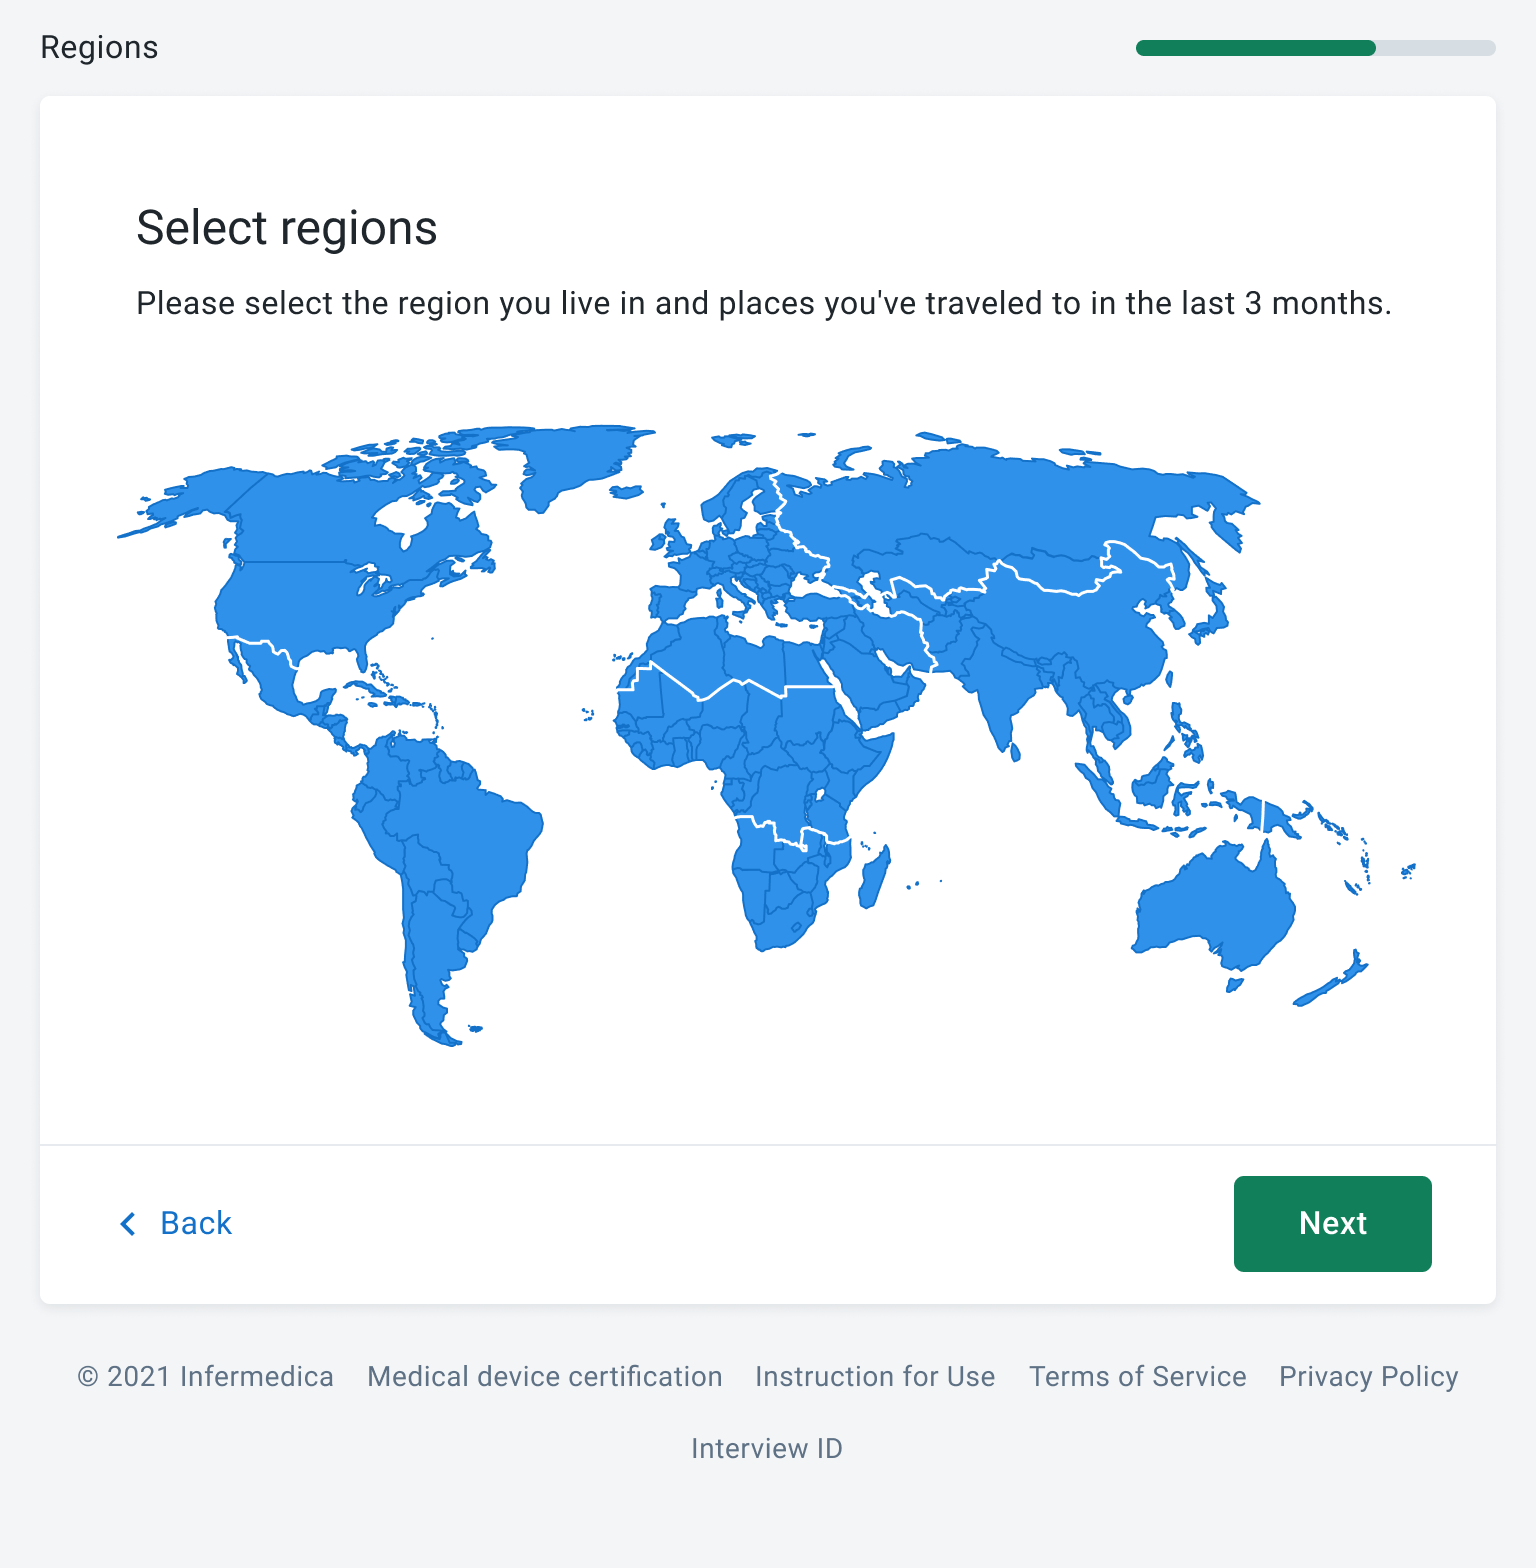 Regions
Select regions
Please select the region you live in and places you've traveled to in the last 3 months.
Back
Next
© 2021 Infermedica Medical device certification Instruction for Use Terms of Service Privacy Policy
Interview ID